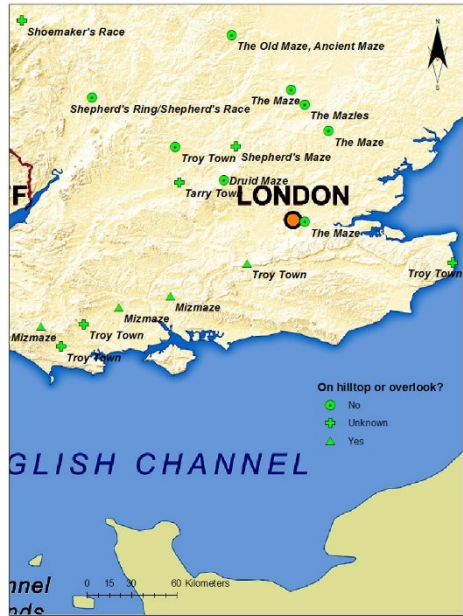 Shoemaker's Race
The Old Maze, Ancient Maze
N
S
Shepherd's Ring/Shepherd's Race
The Maze
The Mazles
The Maze
Troy Town
Shepherd's Maze
Druid Maze
Tarry Town
FF
LONDON
The Maze
Troy Town
Troy Town
Mizmaze
Mizmaze
Mizmaze
Troy Town
Troy Town
On hilltop or overlook?
No
Unknown
Yes
GLISH CHANNEL
nnel
nds
0 15 30 60 Kilometers